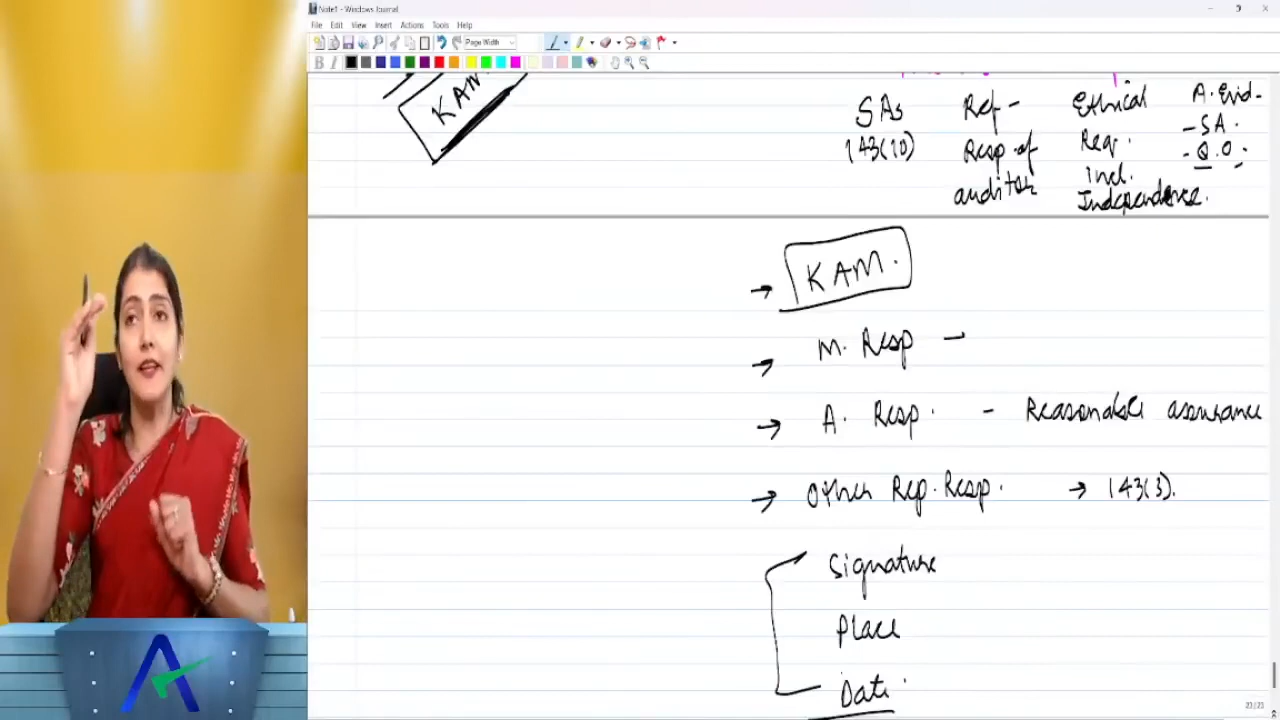 Note1 - Windows Journal
File Edit View Insert Actions Tools Help
Page Width
B I
KAM
SAs
143(10)
Ref -
Resp. of
auditor
Ethical
Req.
incl.
Independence.
A. Evid -
- SA.
- Q.O.
→ KAM.
→ M. Resp -
→ A. Resp. - Reasonable assurance
→ Other Rep. Resp. → 143(3).
Signature
Place
Date.
23/23